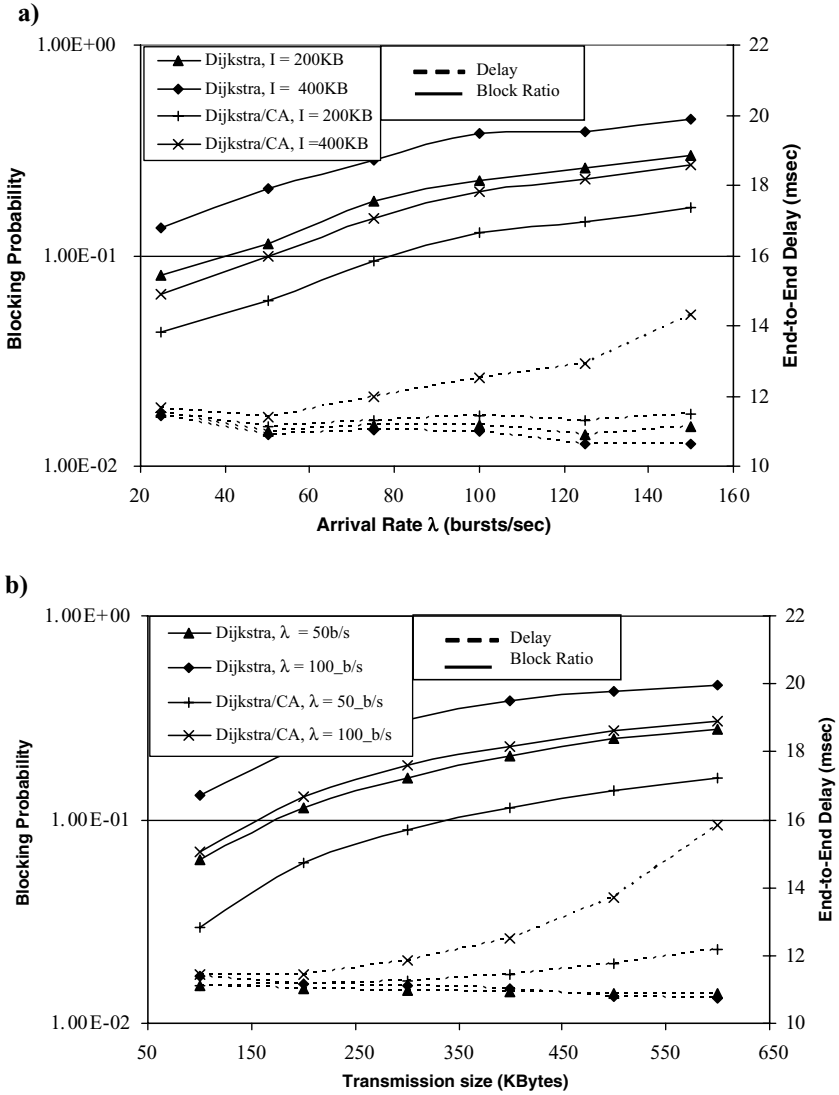 a)
1.00E+00
1.00E-01
1.00E-02
Blocking Probability
Dijkstra, I = 200KB
Dijkstra, I = 400KB
Dijkstra/CA, I = 200KB
Dijkstra/CA, I =400KB
Delay
Block Ratio
22
20
18
16
14
12
10
End-to-End Delay (msec)
20 40 60 80 100 120 140 160
Arrival Rate λ (bursts/sec)
b)
1.00E+00
1.00E-01
1.00E-02
Blocking Probability
Dijkstra, λ = 50b/s
Dijkstra, λ = 100_b/s
Dijkstra/CA, λ = 50_b/s
Dijkstra/CA, λ = 100_b/s
Delay
Block Ratio
22
20
18
16
14
12
10
End-to-End Delay (msec)
50 150 250 350 450 550 650
Transmission size (KBytes)